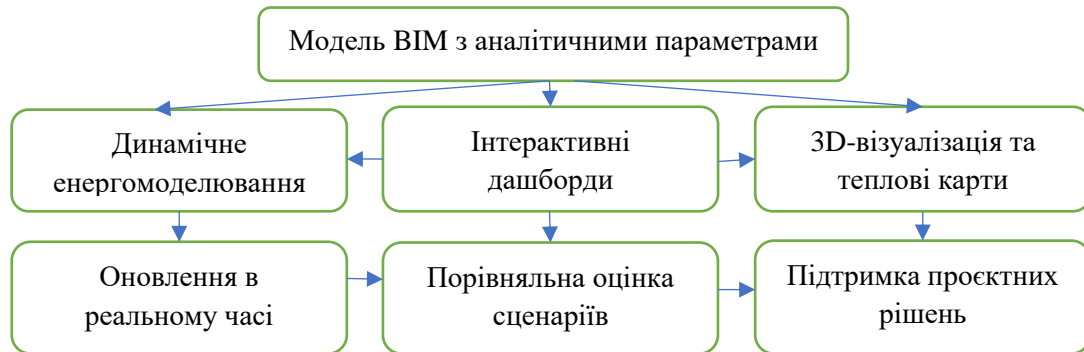 Модель BIM з аналітичними параметрами
Динамічне
енергомоделювання
Інтерактивні
дашборди
3D-візуалізація та
теплові карти
Оновлення в
реальному часі
Порівняльна оцінка
сценаріїв
Підтримка проєктних
рішень